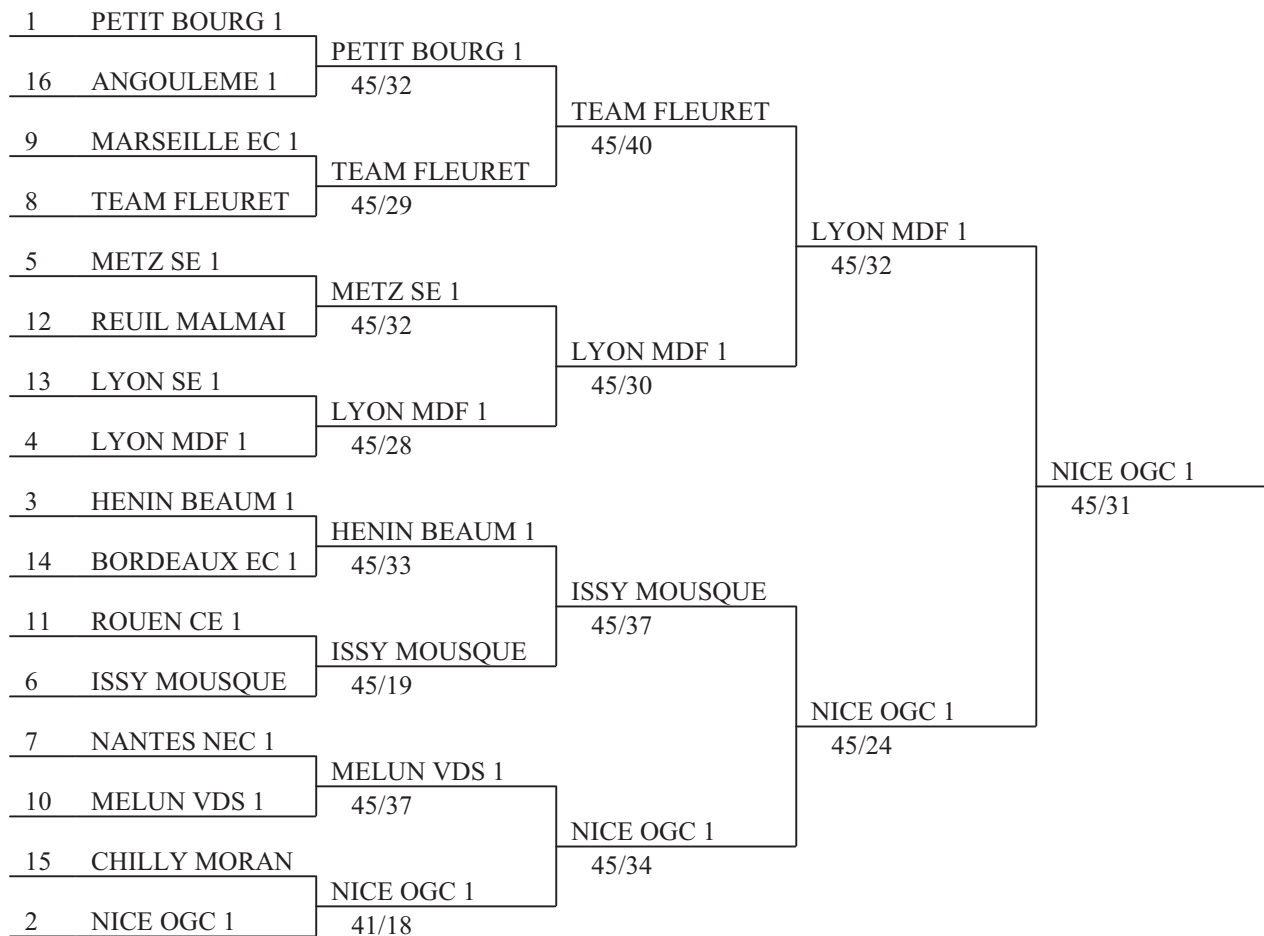 1 PETIT BOURG 1
PETIT BOURG 1
16 ANGOULEME 1
45/32
TEAM FLEURET
9 MARSEILLE EC 1
45/40
TEAM FLEURET
8 TEAM FLEURET
45/29
LYON MDF 1
5 METZ SE 1
45/32
METZ SE 1
12 REUIL MALMAI
45/32
LYON MDF 1
13 LYON SE 1
45/30
LYON MDF 1
4 LYON MDF 1
45/28
NICE OGC 1
3 HENIN BEAUM 1
45/31
HENIN BEAUM 1
14 BORDEAUX EC 1
45/33
ISSY MOUSQUE
11 ROUEN CE 1
45/37
ISSY MOUSQUE
6 ISSY MOUSQUE
45/19
NICE OGC 1
7 NANTES NEC 1
45/24
MELUN VDS 1
10 MELUN VDS 1
45/37
NICE OGC 1
15 CHILLY MORAN
45/34
NICE OGC 1
2 NICE OGC 1
41/18